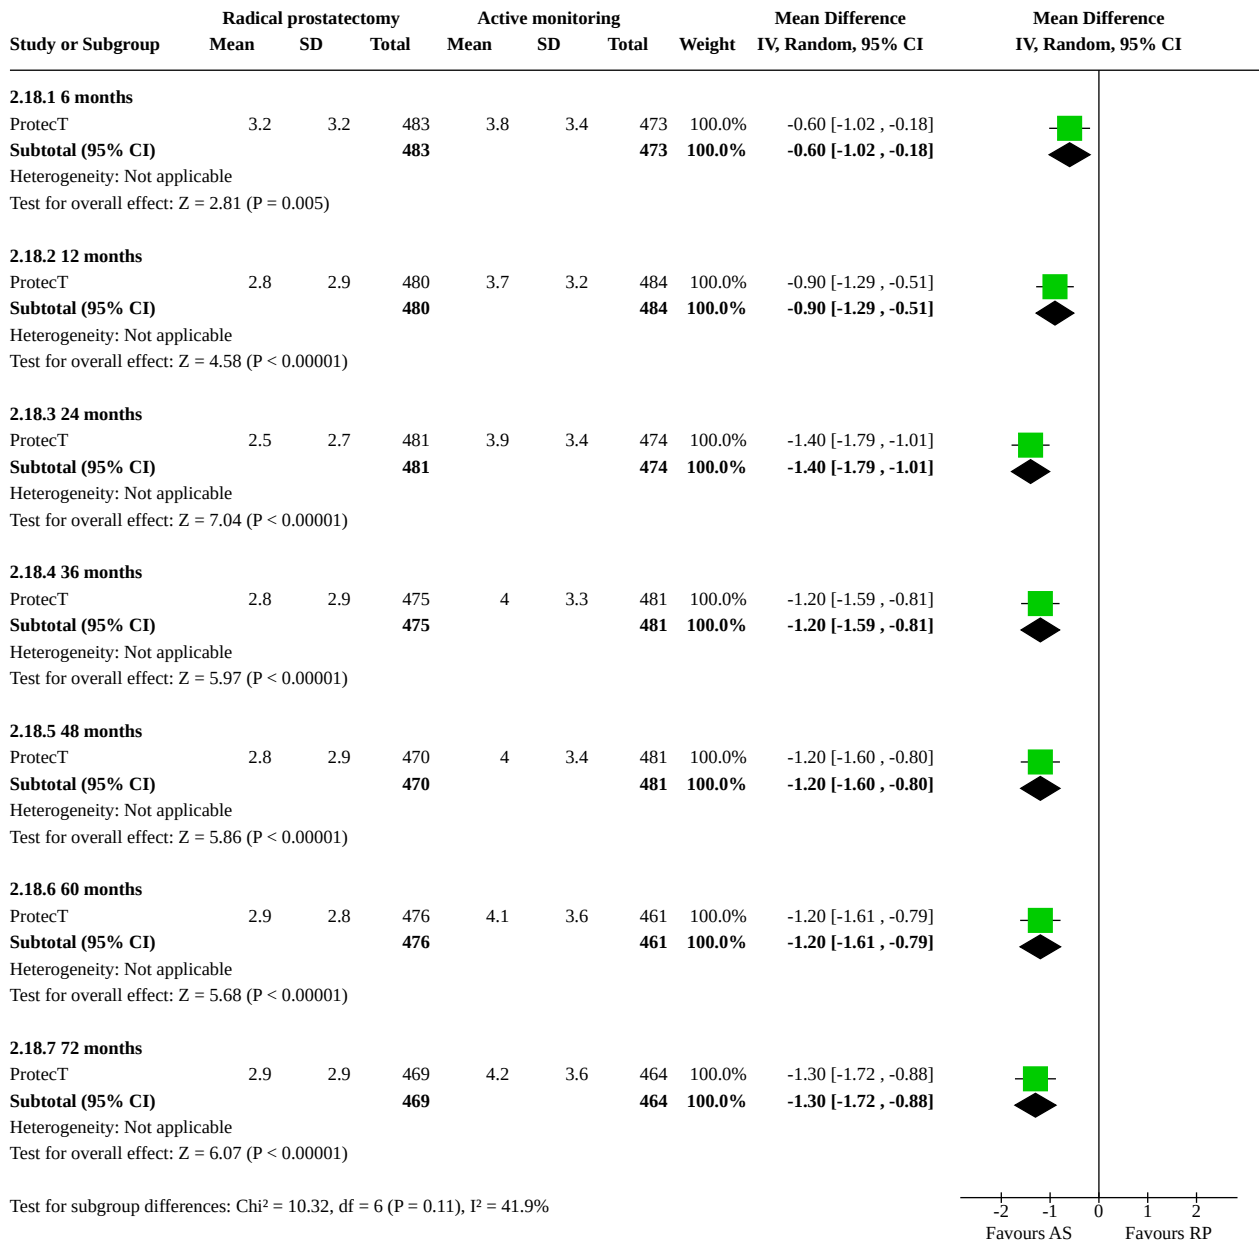 Radical prostatectomy Active monitoring Mean Difference Mean Difference
Study or Subgroup Mean SD Total Mean SD Total Weight IV, Random, 95% CI IV, Random, 95% CI
2.18.1 6 months
ProtecT 3.2 3.2 483 3.8 3.4 473 100.0% -0.60 [-1.02 , -0.18]
Subtotal (95% CI) 483 473 100.0% -0.60 [-1.02 , -0.18]
Heterogeneity: Not applicable
Test for overall effect: Z = 2.81 (P = 0.005)
2.18.2 12 months
ProtecT 2.8 2.9 480 3.7 3.2 484 100.0% -0.90 [-1.29 , -0.51]
Subtotal (95% CI) 480 484 100.0% -0.90 [-1.29 , -0.51]
Heterogeneity: Not applicable
Test for overall effect: Z = 4.58 (P < 0.00001)
2.18.3 24 months
ProtecT 2.5 2.7 481 3.9 3.4 474 100.0% -1.40 [-1.79 , -1.01]
Subtotal (95% CI) 481 474 100.0% -1.40 [-1.79 , -1.01]
Heterogeneity: Not applicable
Test for overall effect: Z = 7.04 (P < 0.00001)
2.18.4 36 months
ProtecT 2.8 2.9 475 4 3.3 481 100.0% -1.20 [-1.59 , -0.81]
Subtotal (95% CI) 475 481 100.0% -1.20 [-1.59 , -0.81]
Heterogeneity: Not applicable
Test for overall effect: Z = 5.97 (P < 0.00001)
2.18.5 48 months
ProtecT 2.8 2.9 470 4 3.4 481 100.0% -1.20 [-1.60 , -0.80]
Subtotal (95% CI) 470 481 100.0% -1.20 [-1.60 , -0.80]
Heterogeneity: Not applicable
Test for overall effect: Z = 5.86 (P < 0.00001)
2.18.6 60 months
ProtecT 2.9 2.8 476 4.1 3.6 461 100.0% -1.20 [-1.61 , -0.79]
Subtotal (95% CI) 476 461 100.0% -1.20 [-1.61 , -0.79]
Heterogeneity: Not applicable
Test for overall effect: Z = 5.68 (P < 0.00001)
2.18.7 72 months
ProtecT 2.9 2.9 469 4.2 3.6 464 100.0% -1.30 [-1.72 , -0.88]
Subtotal (95% CI) 469 464 100.0% -1.30 [-1.72 , -0.88]
Heterogeneity: Not applicable
Test for overall effect: Z = 6.07 (P < 0.00001)
Test for subgroup differences: Chi² = 10.32, df = 6 (P = 0.11), I² = 41.9%
-2 -1 0 1 2
Favours AS Favours RP